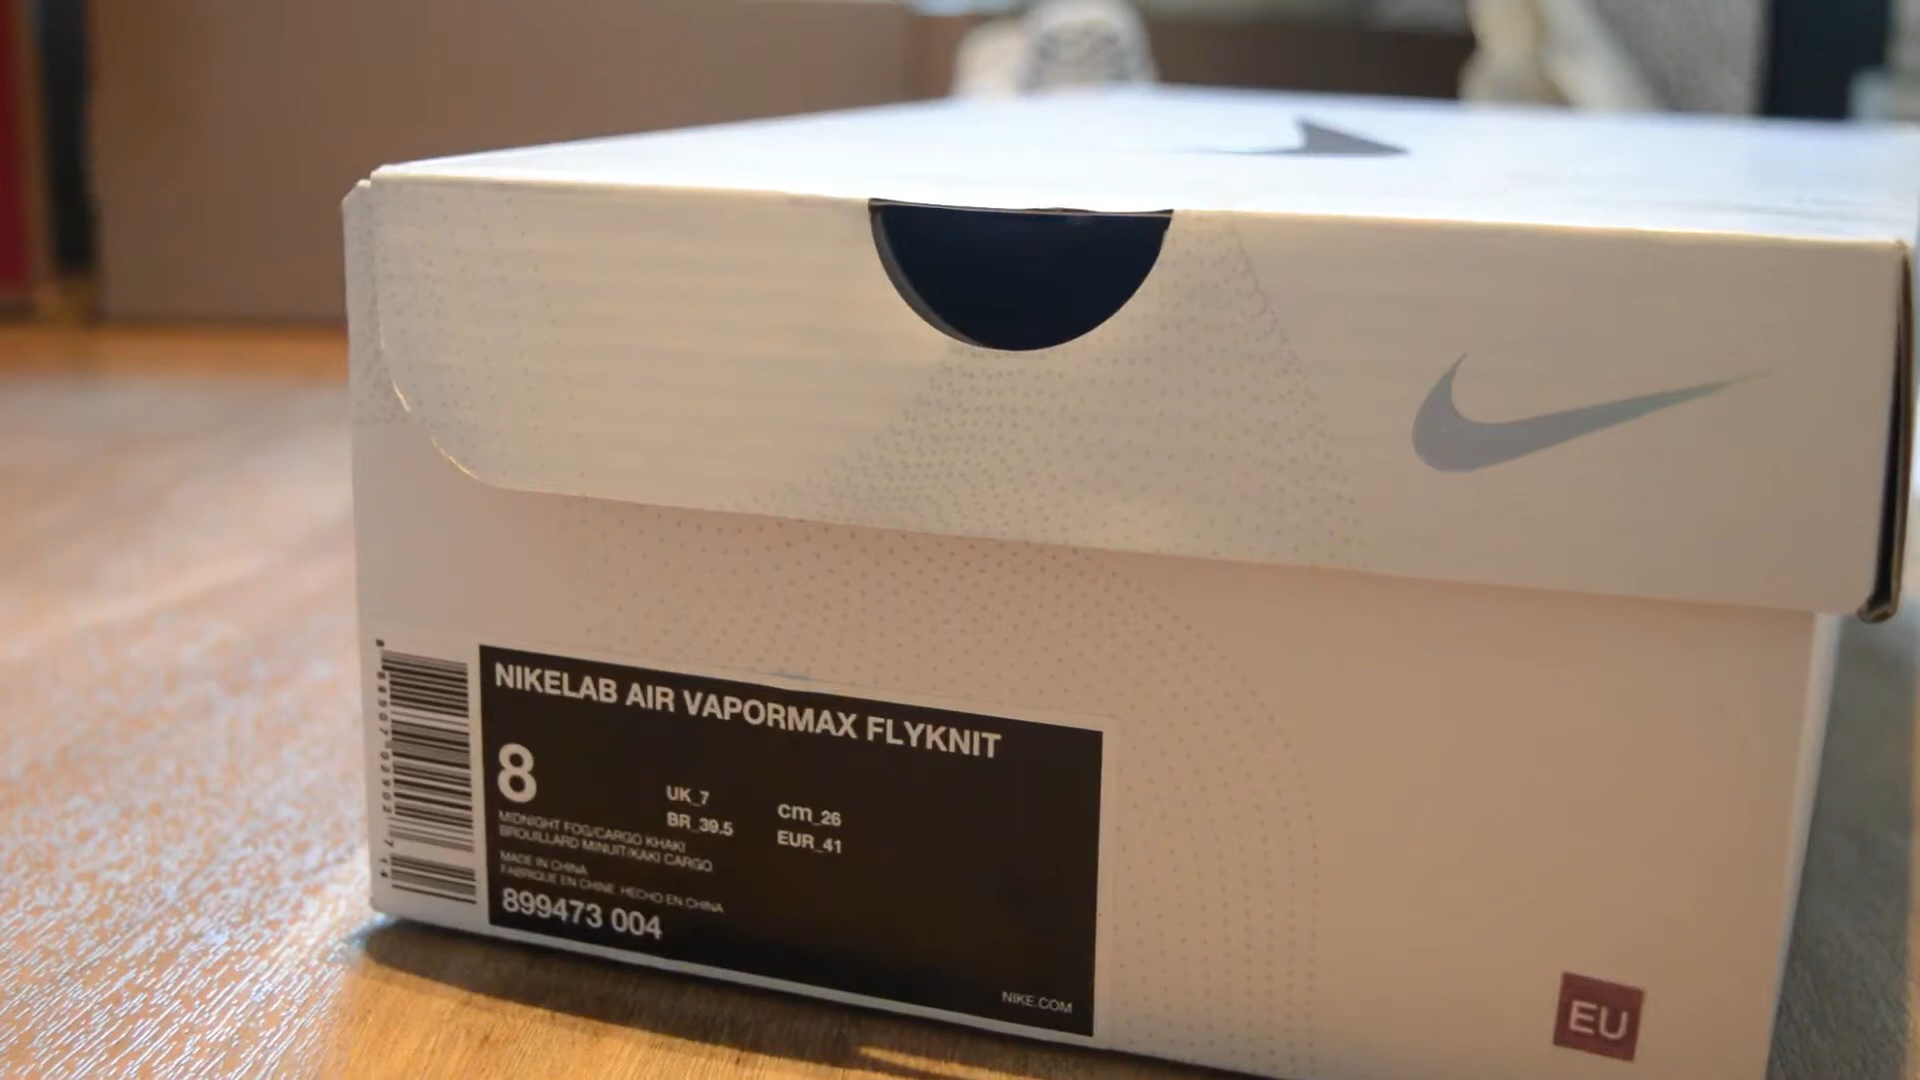 NIKELAB AIR VAPORMAX FLYKNIT
8
UK_7
cm_26
BR_39.5
EUR_41
MIDNIGHT FOG/CARGO KHAKI
BROUILLARD MINUIT/KAKI CARGO
MADE IN CHINA
FABRIQUE EN CHINE HECHO EN CHINA
899473 004
NIKE.COM
EU